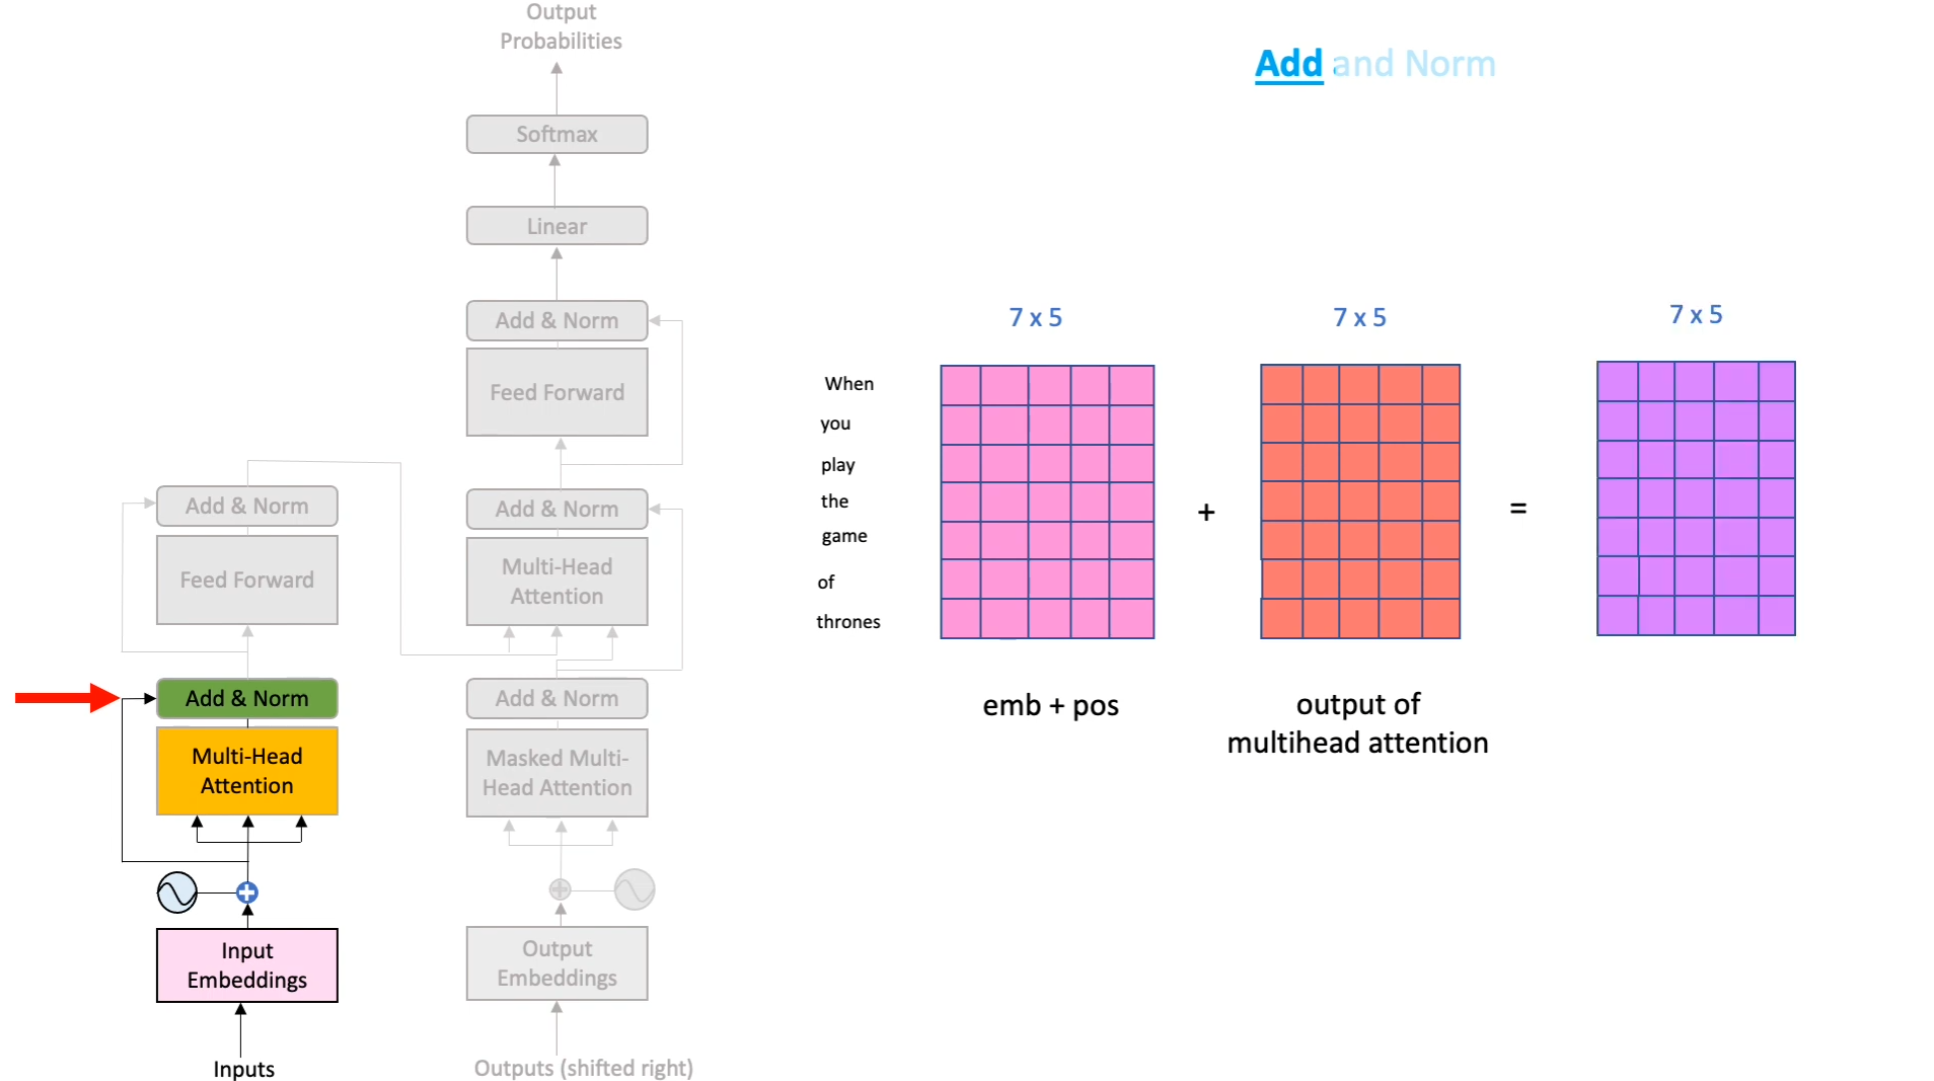 Output
Probabilities
Softmax
Linear
Add & Norm
Feed Forward
Add & Norm
Multi-Head
Attention
Add & Norm
Masked Multi-
Head Attention
Output
Embeddings
Outputs (shifted right)
Add & Norm
Feed Forward
Add & Norm
Multi-Head
Attention
Input
Embeddings
Inputs
Add and Norm
7 x 5
7 x 5
7 x 5
When
you
play
the
game
of
thrones
+
=
emb + pos
output of
multihead attention